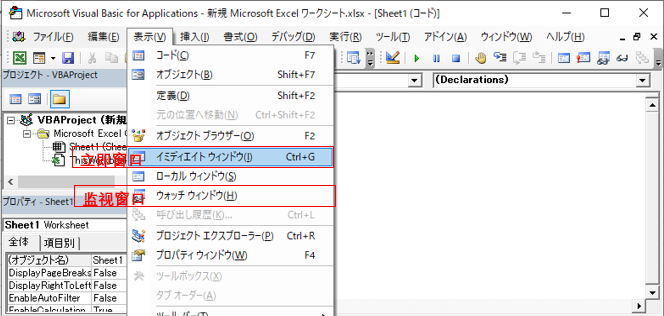 Microsoft Visual Basic for Applications - 新規 Microsoft Excel ワークシート.xlsx - [Sheet1 (コード)]
ファイル(F) 編集(E) 表示(V) 挿入(I) 書式(O) デバッグ(D) 実行(R) ツール(T) アドイン(A) ウィンドウ(W) ヘルプ(H)
コード(C) F7
プロジェクト - VBAProject
オブジェクト(B) Shift+F7
(Declarations)
定義(D) Shift+F2
元の位置へ移動(N) Ctrl+Shift+F2
VBAProject (新規
Microsoft Excel
オブジェクト ブラウザー(O) F2
Sheet1 (Shee
立即窗口
イミディエイト ウィンドウ(I) Ctrl+G
ローカル ウィンドウ(S)
监视窗口
ウォッチ ウィンドウ(H)
プロパティ - Sheet1
呼び出し履歴(K)... Ctrl+L
Sheet1 Worksheet
プロジェクト エクスプローラー(P) Ctrl+R
全体 項目別
プロパティ ウィンドウ(W) F4
(オブジェクト名) Sheet1
ツールボックス(X)
DisplayPageBreaks False
DisplayRightToLeft False
タブ オーダー(A)
EnableAutoFilter False
EnableCalculation True
ツール バー(T)